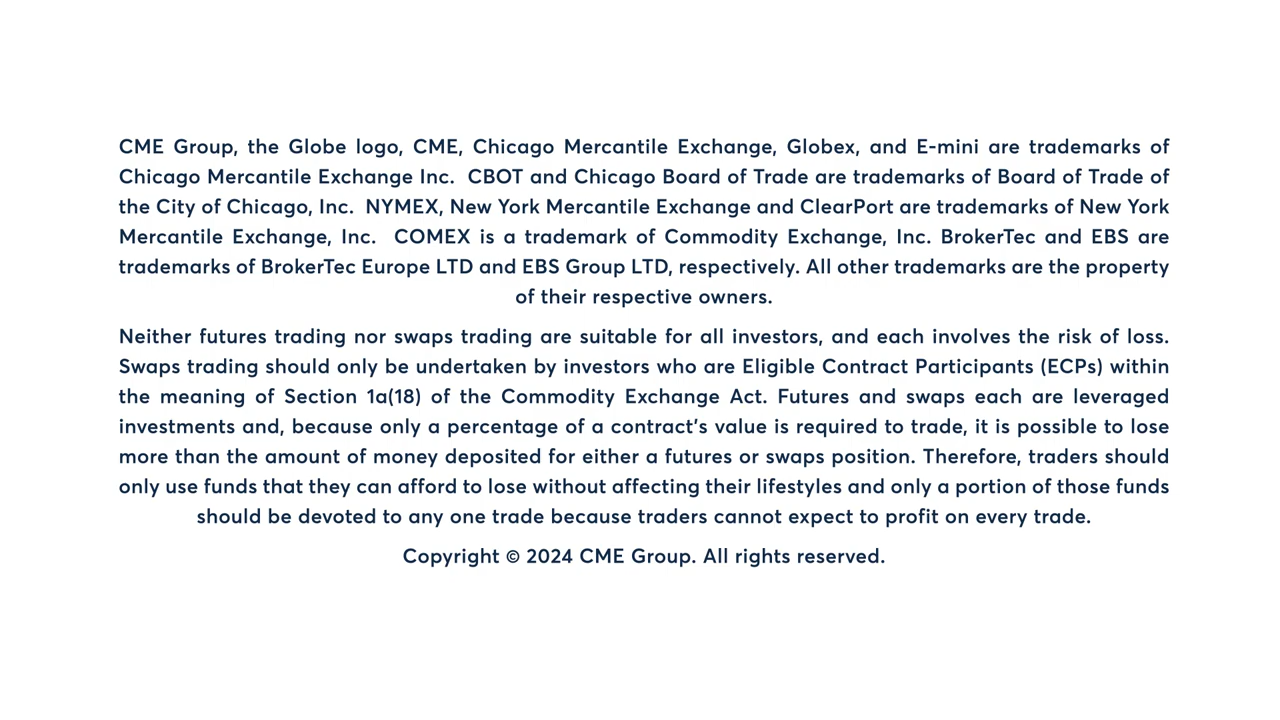 CME Group, the Globe logo, CME, Chicago Mercantile Exchange, Globex, and E-mini are trademarks of
Chicago Mercantile Exchange Inc.  CBOT and Chicago Board of Trade are trademarks of Board of Trade of
the City of Chicago, Inc.  NYMEX, New York Mercantile Exchange and ClearPort are trademarks of New York
Mercantile Exchange, Inc.  COMEX is a trademark of Commodity Exchange, Inc. BrokerTec and EBS are
trademarks of BrokerTec Europe LTD and EBS Group LTD, respectively. All other trademarks are the property
of their respective owners.
Neither futures trading nor swaps trading are suitable for all investors, and each involves the risk of loss.
Swaps trading should only be undertaken by investors who are Eligible Contract Participants (ECPs) within
the meaning of Section 1a(18) of the Commodity Exchange Act. Futures and swaps each are leveraged
investments and, because only a percentage of a contract's value is required to trade, it is possible to lose
more than the amount of money deposited for either a futures or swaps position. Therefore, traders should
only use funds that they can afford to lose without affecting their lifestyles and only a portion of those funds
should be devoted to any one trade because traders cannot expect to profit on every trade.
Copyright © 2024 CME Group. All rights reserved.